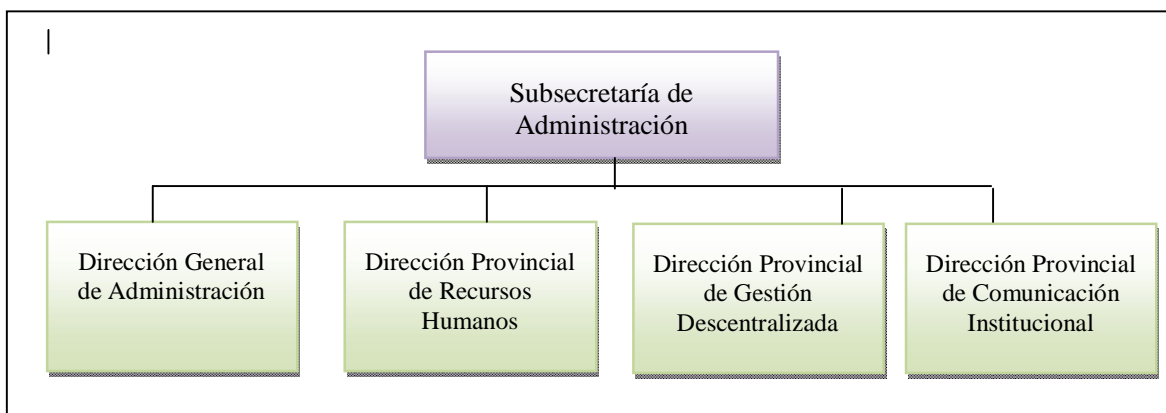 Subsecretaría de
Administración
Dirección General
de Administración
Dirección Provincial
de Recursos
Humanos
Dirección Provincial
de Gestión
Descentralizada
Dirección Provincial
de Comunicación
Institucional